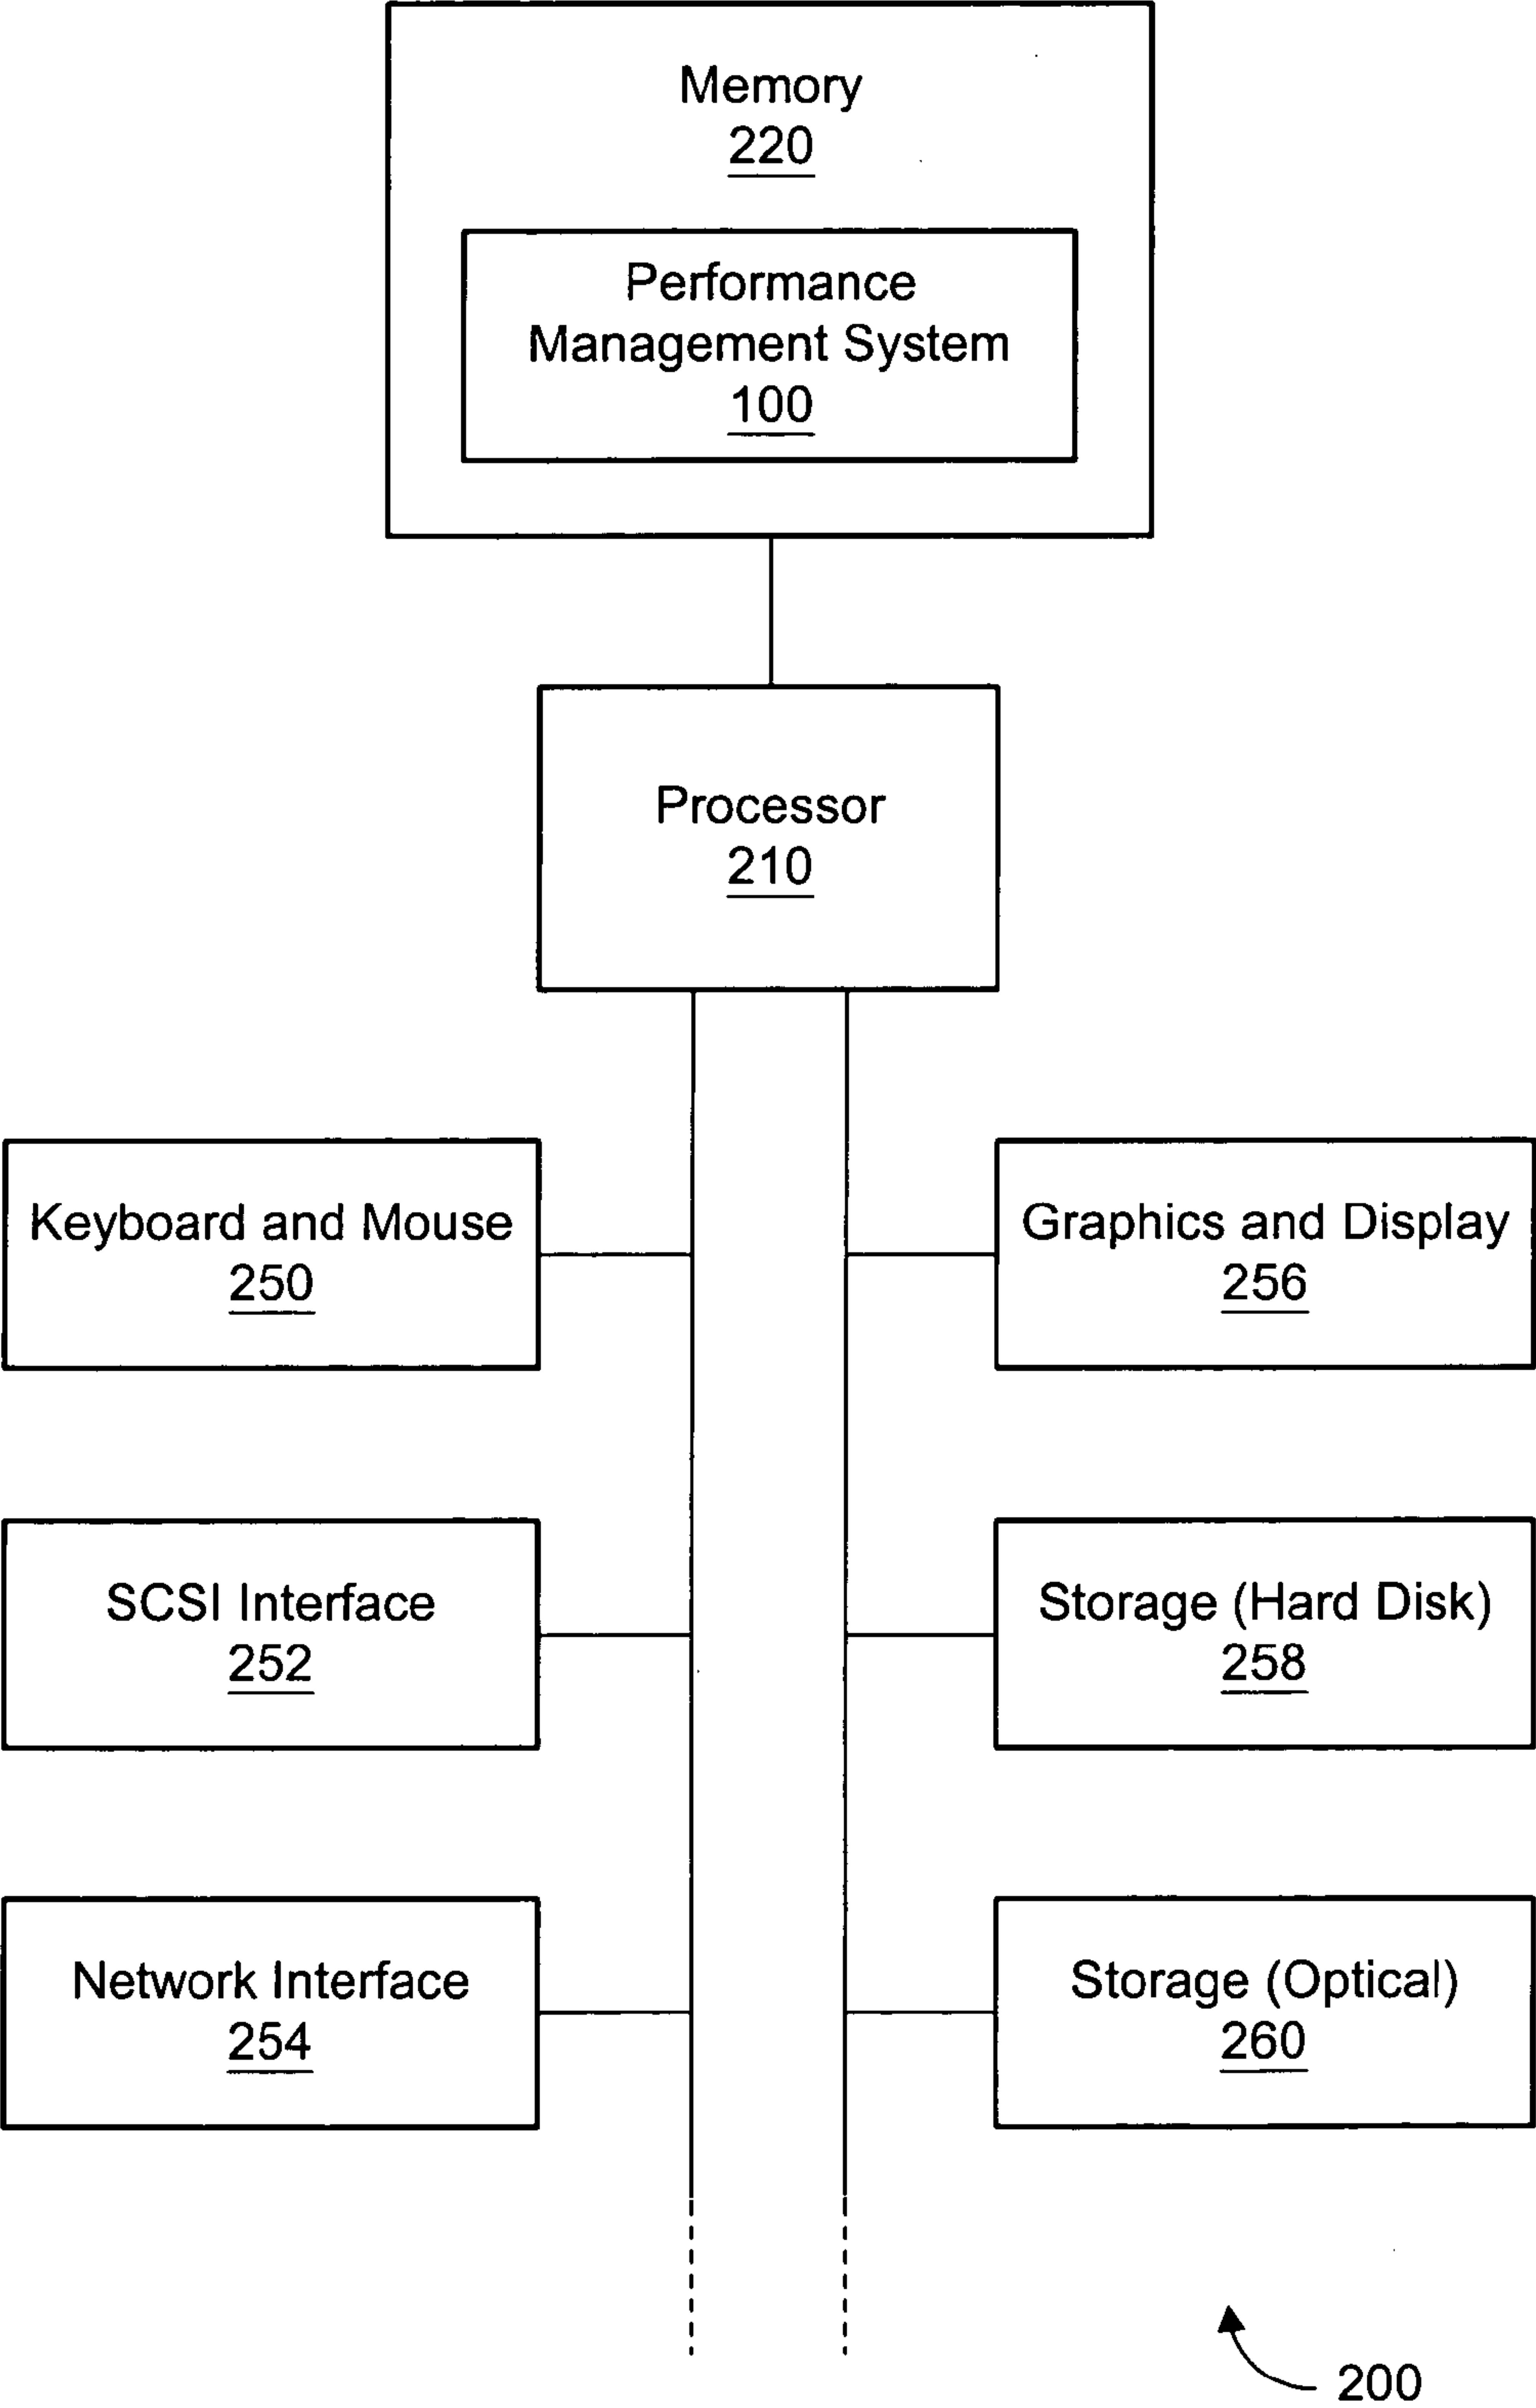 Memory
220
Performance
Management System
100
Processor
210
Keyboard and Mouse
250
Graphics and Display
256
SCSI Interface
252
Storage (Hard Disk)
258
Network Interface
254
Storage (Optical)
260
200